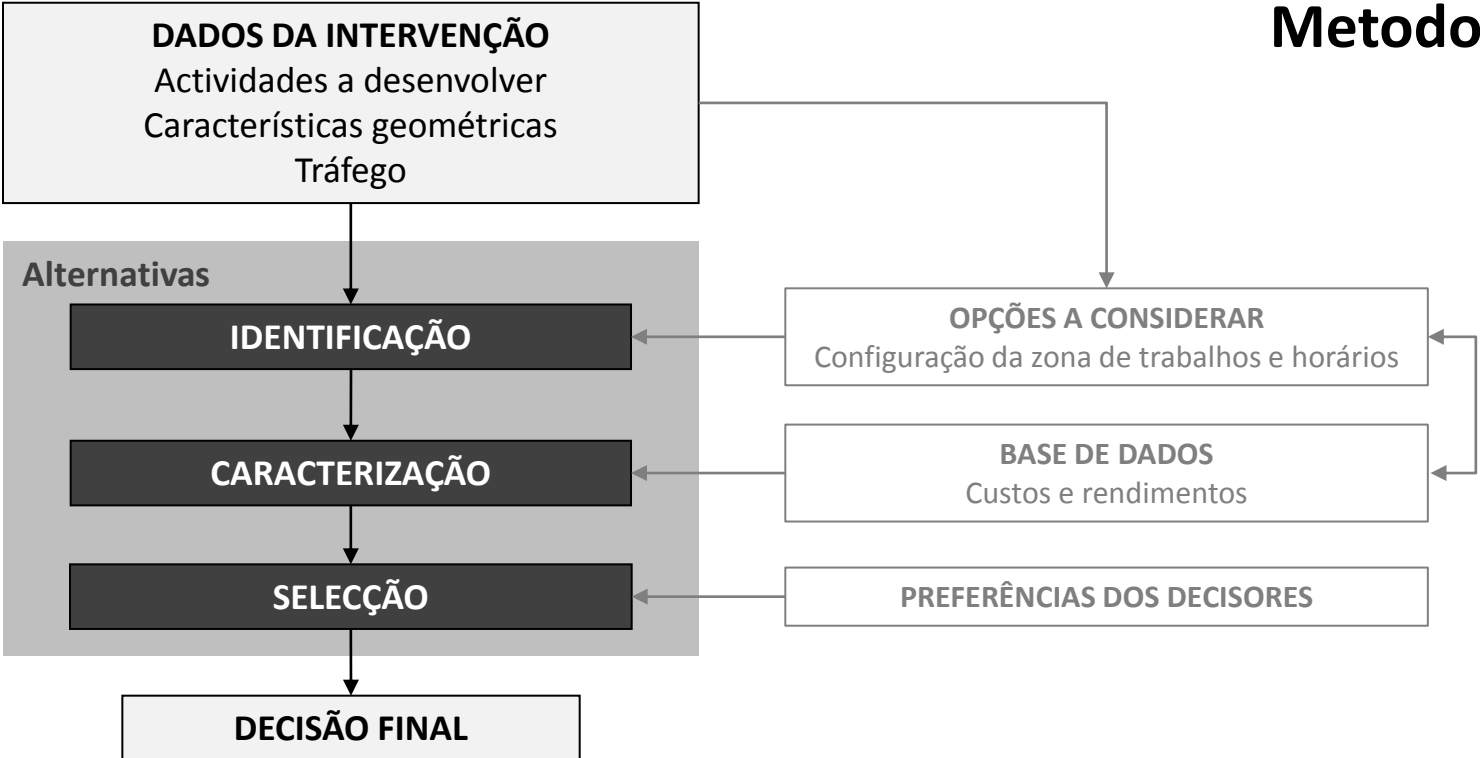 Metodo
DADOS DA INTERVENÇÃO
Actividades a desenvolver
Características geométricas
Tráfego
Alternativas
IDENTIFICAÇÃO
OPÇÕES A CONSIDERAR
Configuração da zona de trabalhos e horários
CARACTERIZAÇÃO
BASE DE DADOS
Custos e rendimentos
SELECÇÃO
PREFERÊNCIAS DOS DECISORES
DECISÃO FINAL